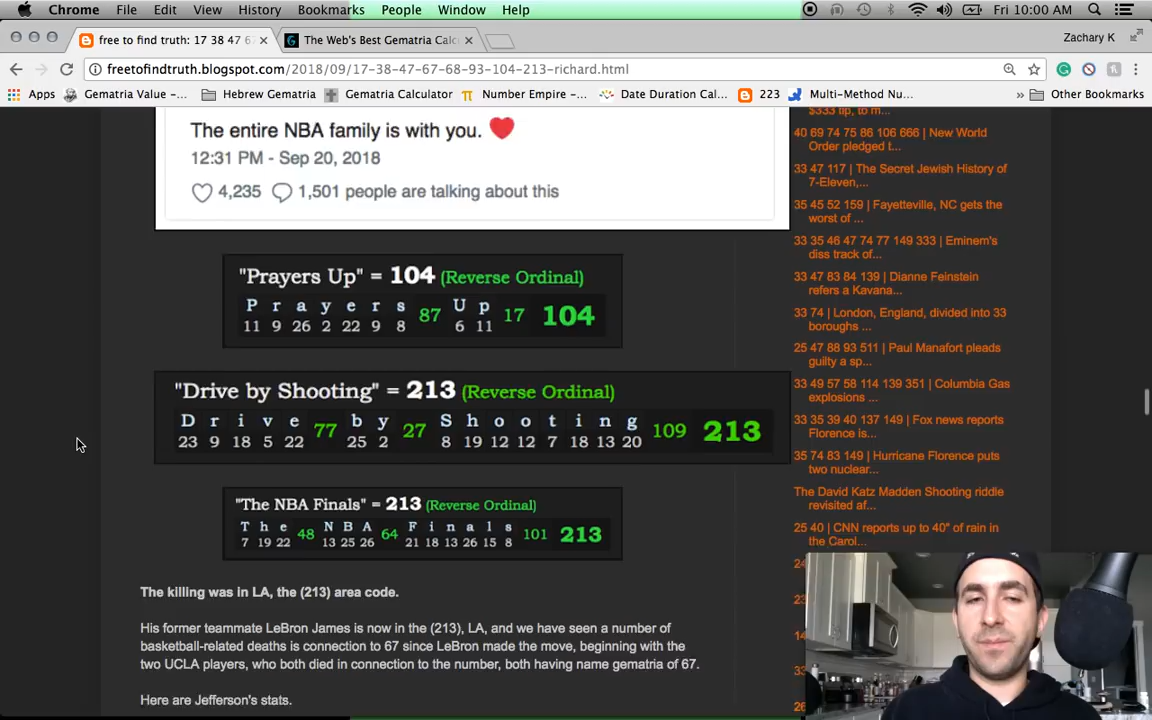 Chrome File Edit View History Bookmarks People Window Help Fri 10:00 AM
free to find truth: 17 38 47 67 The Web's Best Gematria Calc Zachary K
freetofindtruth.blogspot.com/2018/09/17-38-47-67-68-93-104-213-richard.html
Apps Gematria Value -... Hebrew Gematria Gematria Calculator Number Empire -... Date Duration Cal... 223 Multi-Method Nu... » Other Bookmarks
The entire NBA family is with you. ❤
12:31 PM - Sep 20, 2018
4,235 1,501 people are talking about this
"Prayers Up" = 104 (Reverse Ordinal)
P r a y e r s 87 U p 17 104
11 9 26 2 22 9 8 6 11
"Drive by Shooting" = 213 (Reverse Ordinal)
D r i v e 77 b y 27 S h o o t i n g 109 213
23 9 18 5 22 25 2 8 19 12 12 7 18 13 20
"The NBA Finals" = 213 (Reverse Ordinal)
T h e 48 N B A 64 F i n a l s 101 213
7 19 22 13 25 26 21 18 13 26 15 8
The killing was in LA, the (213) area code.
His former teammate LeBron James is now in the (213), LA, and we have seen a number of
basketball-related deaths is connection to 67 since LeBron made the move, beginning with the
two UCLA players, who both died in connection to the number, both having name gematria of 67.
Here are Jefferson's stats.
$333 tip, to m...
40 69 74 75 86 106 666 | New World
Order pledged t...
33 47 117 | The Secret Jewish History of
7-Eleven,...
35 45 52 159 | Fayetteville, NC gets the
worst of ...
33 35 46 47 74 77 149 333 | Eminem's
diss track of...
33 47 83 84 139 | Dianne Feinstein
refers a Kavana...
33 74 | London, England, divided into 33
boroughs ...
25 47 88 93 511 | Paul Manafort pleads
guilty a sp...
33 49 57 58 114 139 351 | Columbia Gas
explosions ...
33 35 39 40 137 149 | Fox news reports
Florence is...
35 74 83 149 | Hurricane Florence puts
two nuclear...
The David Katz Madden Shooting riddle
revisited af...
25 40 | CNN reports up to 40" of rain in
the Carol...